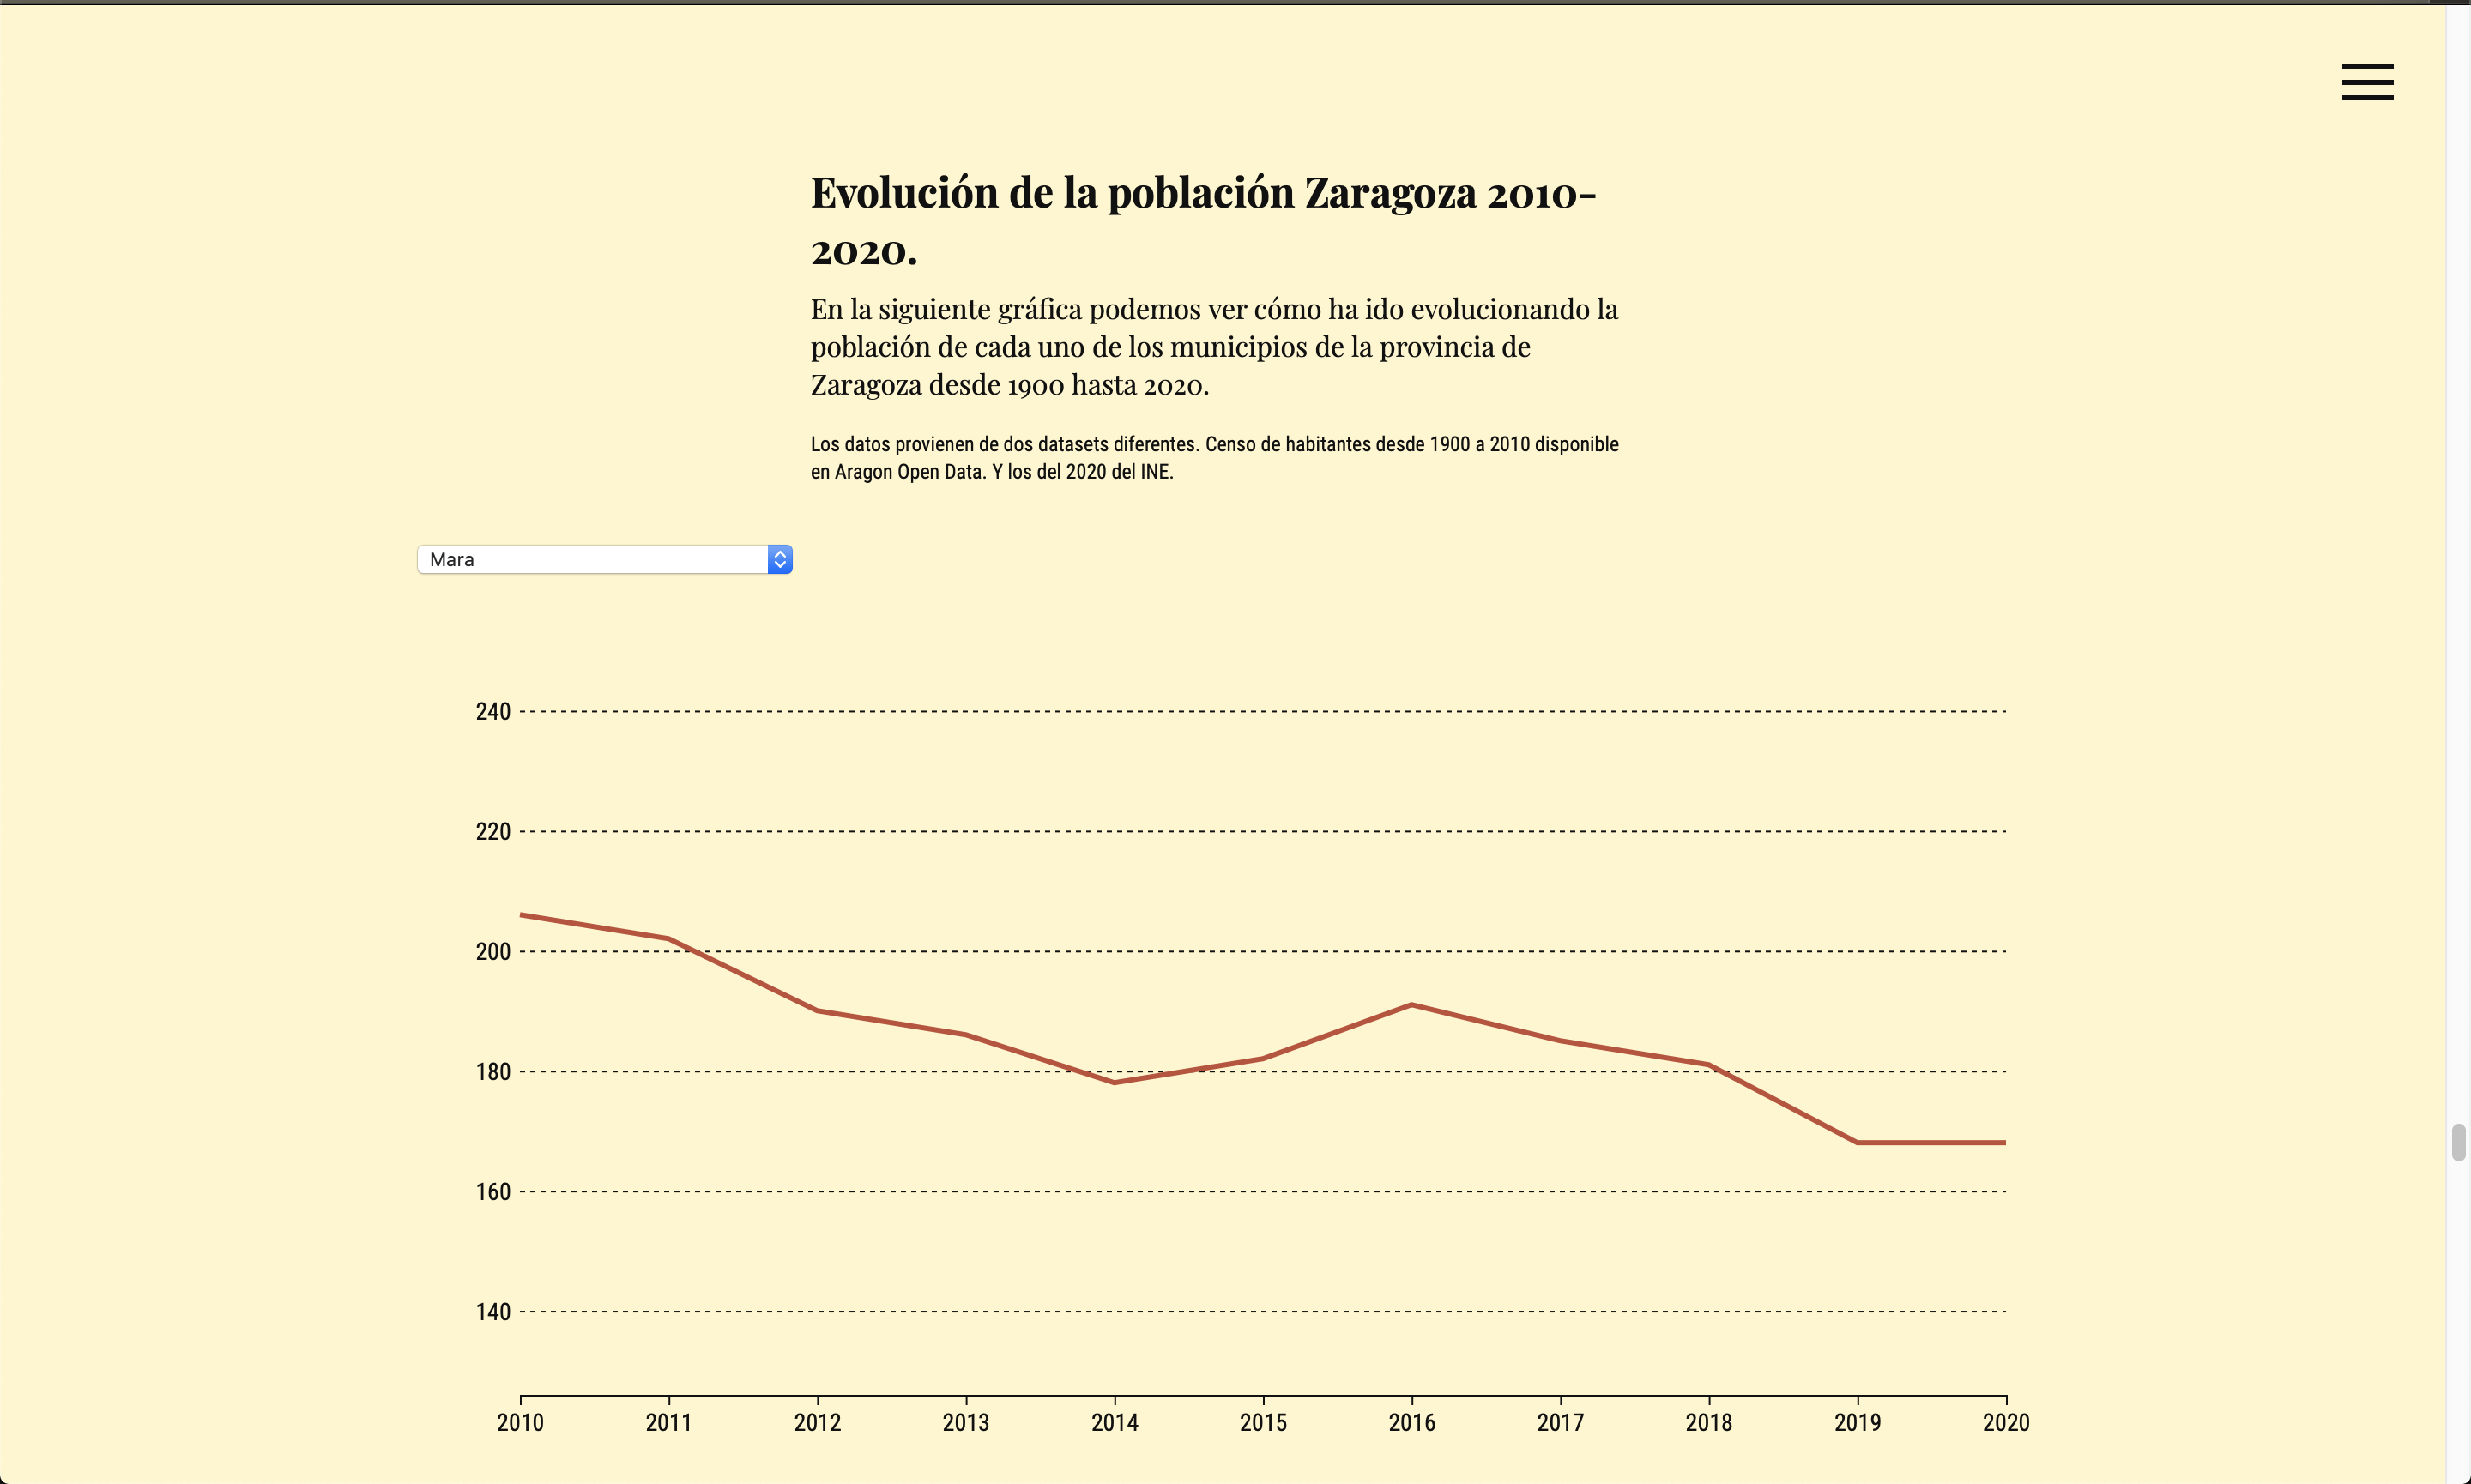 Evolución de la población Zaragoza 2010-
2020.
En la siguiente gráfica podemos ver cómo ha ido evolucionando la
población de cada uno de los municipios de la provincia de
Zaragoza desde 1900 hasta 2020.
Los datos provienen de dos datasets diferentes. Censo de habitantes desde 1900 a 2010 disponible
en Aragon Open Data. Y los del 2020 del INE.
Mara
240
220
200
180
160
140
2010 2011 2012 2013 2014 2015 2016 2017 2018 2019 2020